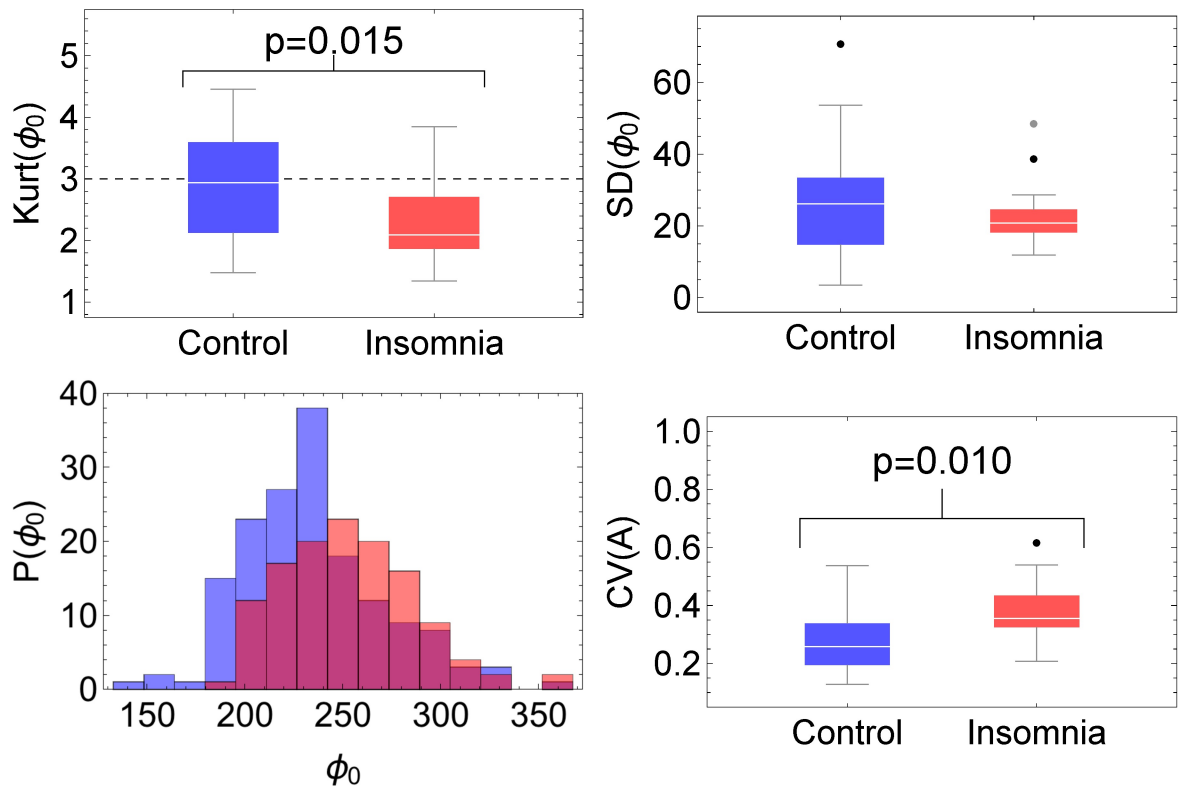 p=0.015
Kurt(ϕ0)
5
4
3
2
1
Control Insomnia
SD(ϕ0)
60
40
20
0
Control Insomnia
P(ϕ0)
40
30
20
10
0
150 200 250 300 350
ϕ0
p=0.010
CV(A)
1.0
0.8
0.6
0.4
0.2
Control Insomnia